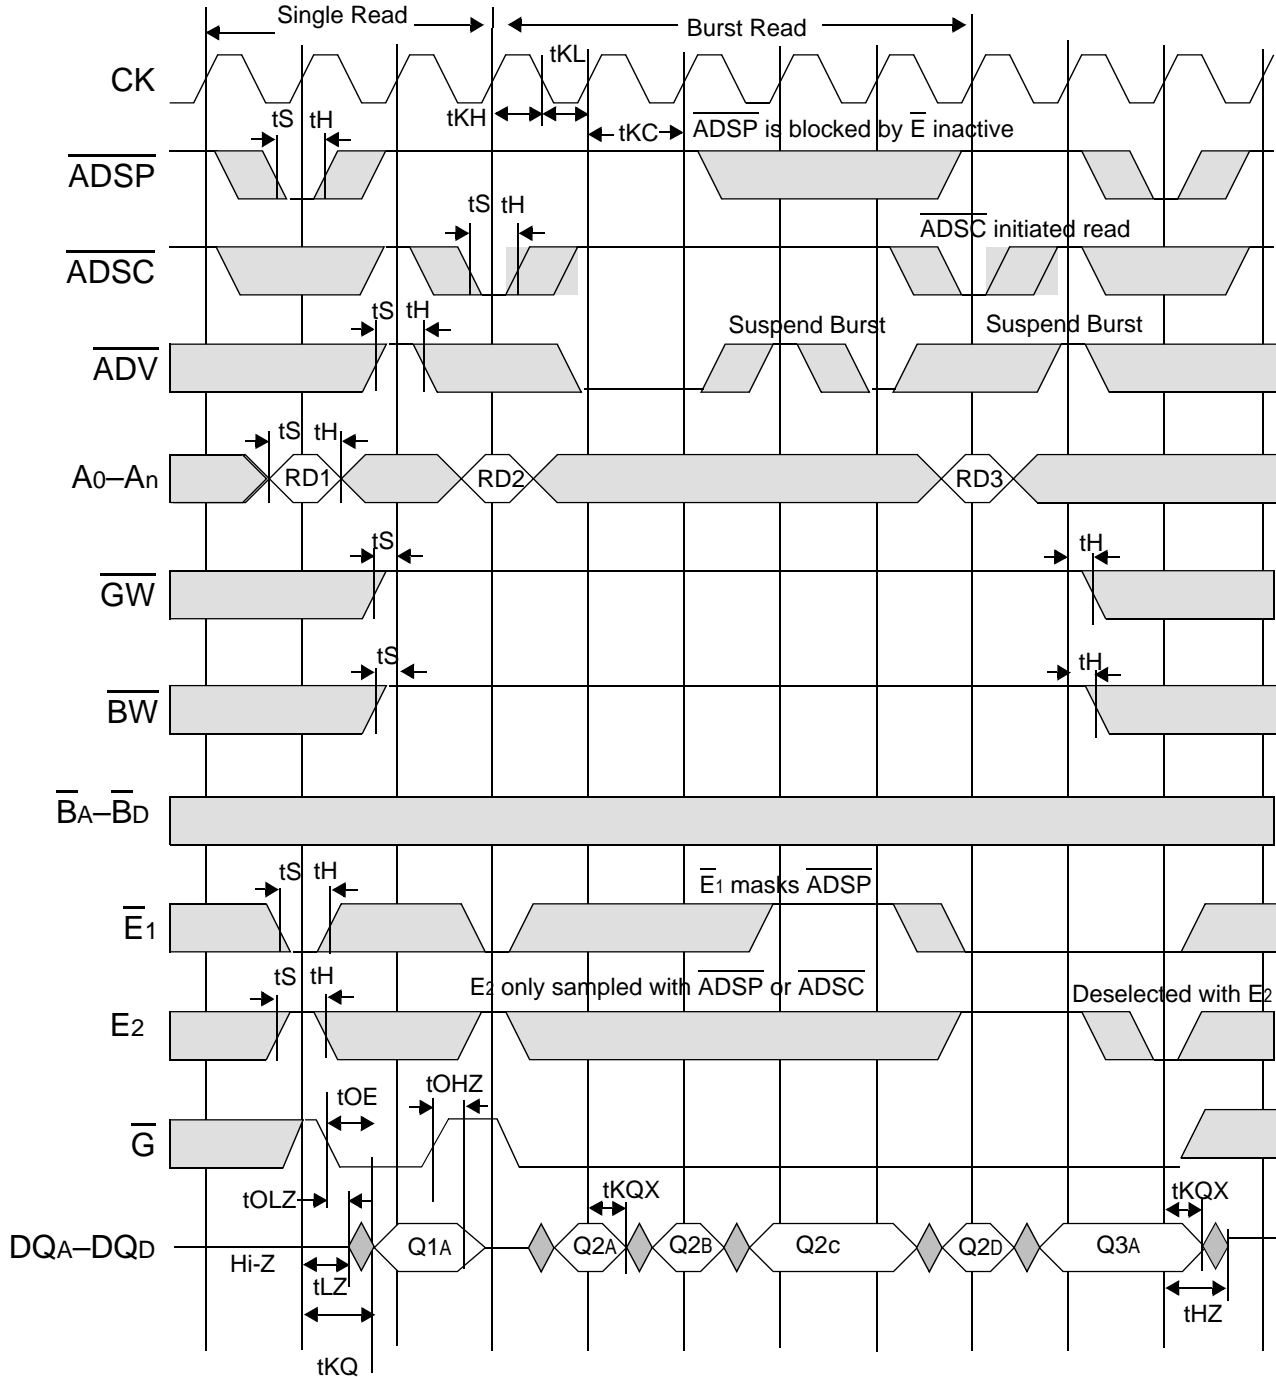 Single Read
Burst Read
tKL
CK
tS tH
tKH
tKC
ADSP is blocked by E inactive
ADSP
tS tH
ADSC initiated read
ADSC
tS tH
Suspend Burst
Suspend Burst
ADV
tS tH
A0–An
RD1
RD2
RD3
tS
tH
GW
tS
tH
BW
BA–BD
tS tH
E1 masks ADSP
E1
tS tH
E2 only sampled with ADSP or ADSC
Deselected with E2
E2
tOHZ
tOE
G
tOLZ
tKQX
tKQX
DQA–DQD
Q1A
Q2A
Q2B
Q2c
Q2D
Q3A
Hi-Z
tLZ
tHZ
tKQ